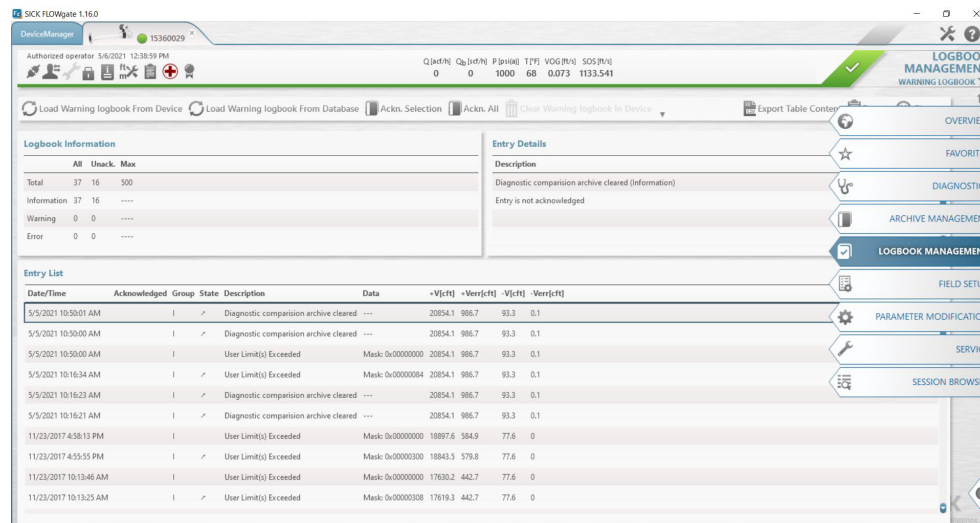 SICK FLOWgate 1.16.0
DeviceManager
15360029
Authorized operator 5/6/2021 12:38:59 PM
Q [acf/h] Qb [scf/h] P [psi(a)] T [°F] VOG [ft/s] SOS [ft/s]
0 0 1000 68 0.073 1133.541
LOGBOO
MANAGEMEN
WARNING LOGBOOK
Load Warning logbook From Device Load Warning logbook From Database Ackn. Selection Ackn. All Clear Warning logbook In Device Export Table Conten
OVERVIE
FAVORIT
DIAGNOSTI
ARCHIVE MANAGEMEN
LOGBOOK MANAGEMEN
FIELD SETU
PARAMETER MODIFICATIO
SERVIC
SESSION BROWS
Logbook Information
All Unack. Max
Total 37 16 500
Information 37 16 ----
Warning 0 0 ----
Error 0 0 ----
Entry Details
Description
Diagnostic comparision archive cleared (Information)
Entry is not acknowledged
Entry List
Date/Time Acknowledged Group State Description Data +V[cft] +Verr[cft] -V[cft] -Verr[cft]
5/5/2021 10:50:01 AM I Diagnostic comparision archive cleared --- 20854.1 986.7 93.3 0.1
5/5/2021 10:50:00 AM I Diagnostic comparision archive cleared --- 20854.1 986.7 93.3 0.1
5/5/2021 10:50:00 AM I User Limit(s) Exceeded Mask: 0x00000000 20854.1 986.7 93.3 0.1
5/5/2021 10:16:34 AM I User Limit(s) Exceeded Mask: 0x00000084 20854.1 986.7 93.3 0.1
5/5/2021 10:16:23 AM I Diagnostic comparision archive cleared --- 20854.1 986.7 93.3 0.1
5/5/2021 10:16:21 AM I Diagnostic comparision archive cleared --- 20854.1 986.7 93.3 0.1
11/23/2017 4:58:13 PM I User Limit(s) Exceeded Mask: 0x00000000 18897.6 584.9 77.6 0
11/23/2017 4:55:55 PM I User Limit(s) Exceeded Mask: 0x00000300 18843.5 579.8 77.6 0
11/23/2017 10:13:46 AM I User Limit(s) Exceeded Mask: 0x00000000 17630.2 442.7 77.6 0
11/23/2017 10:13:25 AM I User Limit(s) Exceeded Mask: 0x00000308 17619.3 442.7 77.6 0